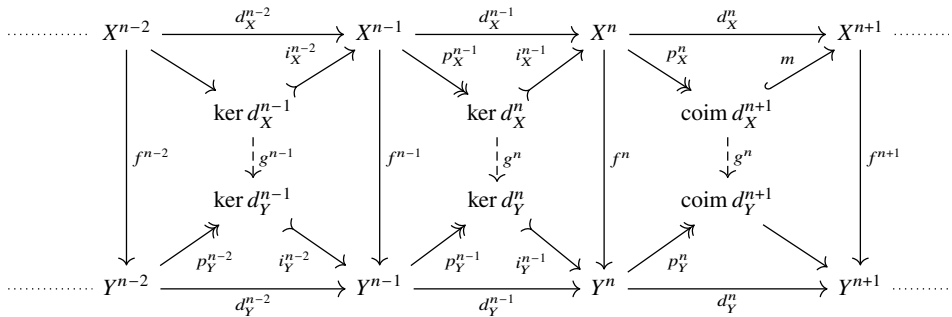 d_X^{n-2} d_X^{n-1} d_X^n
X^{n-2} X^{n-1} X^n X^{n+1}
i_X^{n-2} p_X^{n-1} i_X^{n-1} p_X^n m
ker d_X^{n-1} ker d_X^n coim d_X^{n+1}
f^{n-2} g^{n-1} f^{n-1} g^n f^n g^n f^{n+1}
ker d_Y^{n-1} ker d_Y^n coim d_Y^{n+1}
p_Y^{n-2} i_Y^{n-2} p_Y^{n-1} i_Y^{n-1} p_Y^n
Y^{n-2} Y^{n-1} Y^n Y^{n+1}
d_Y^{n-2} d_Y^{n-1} d_Y^n